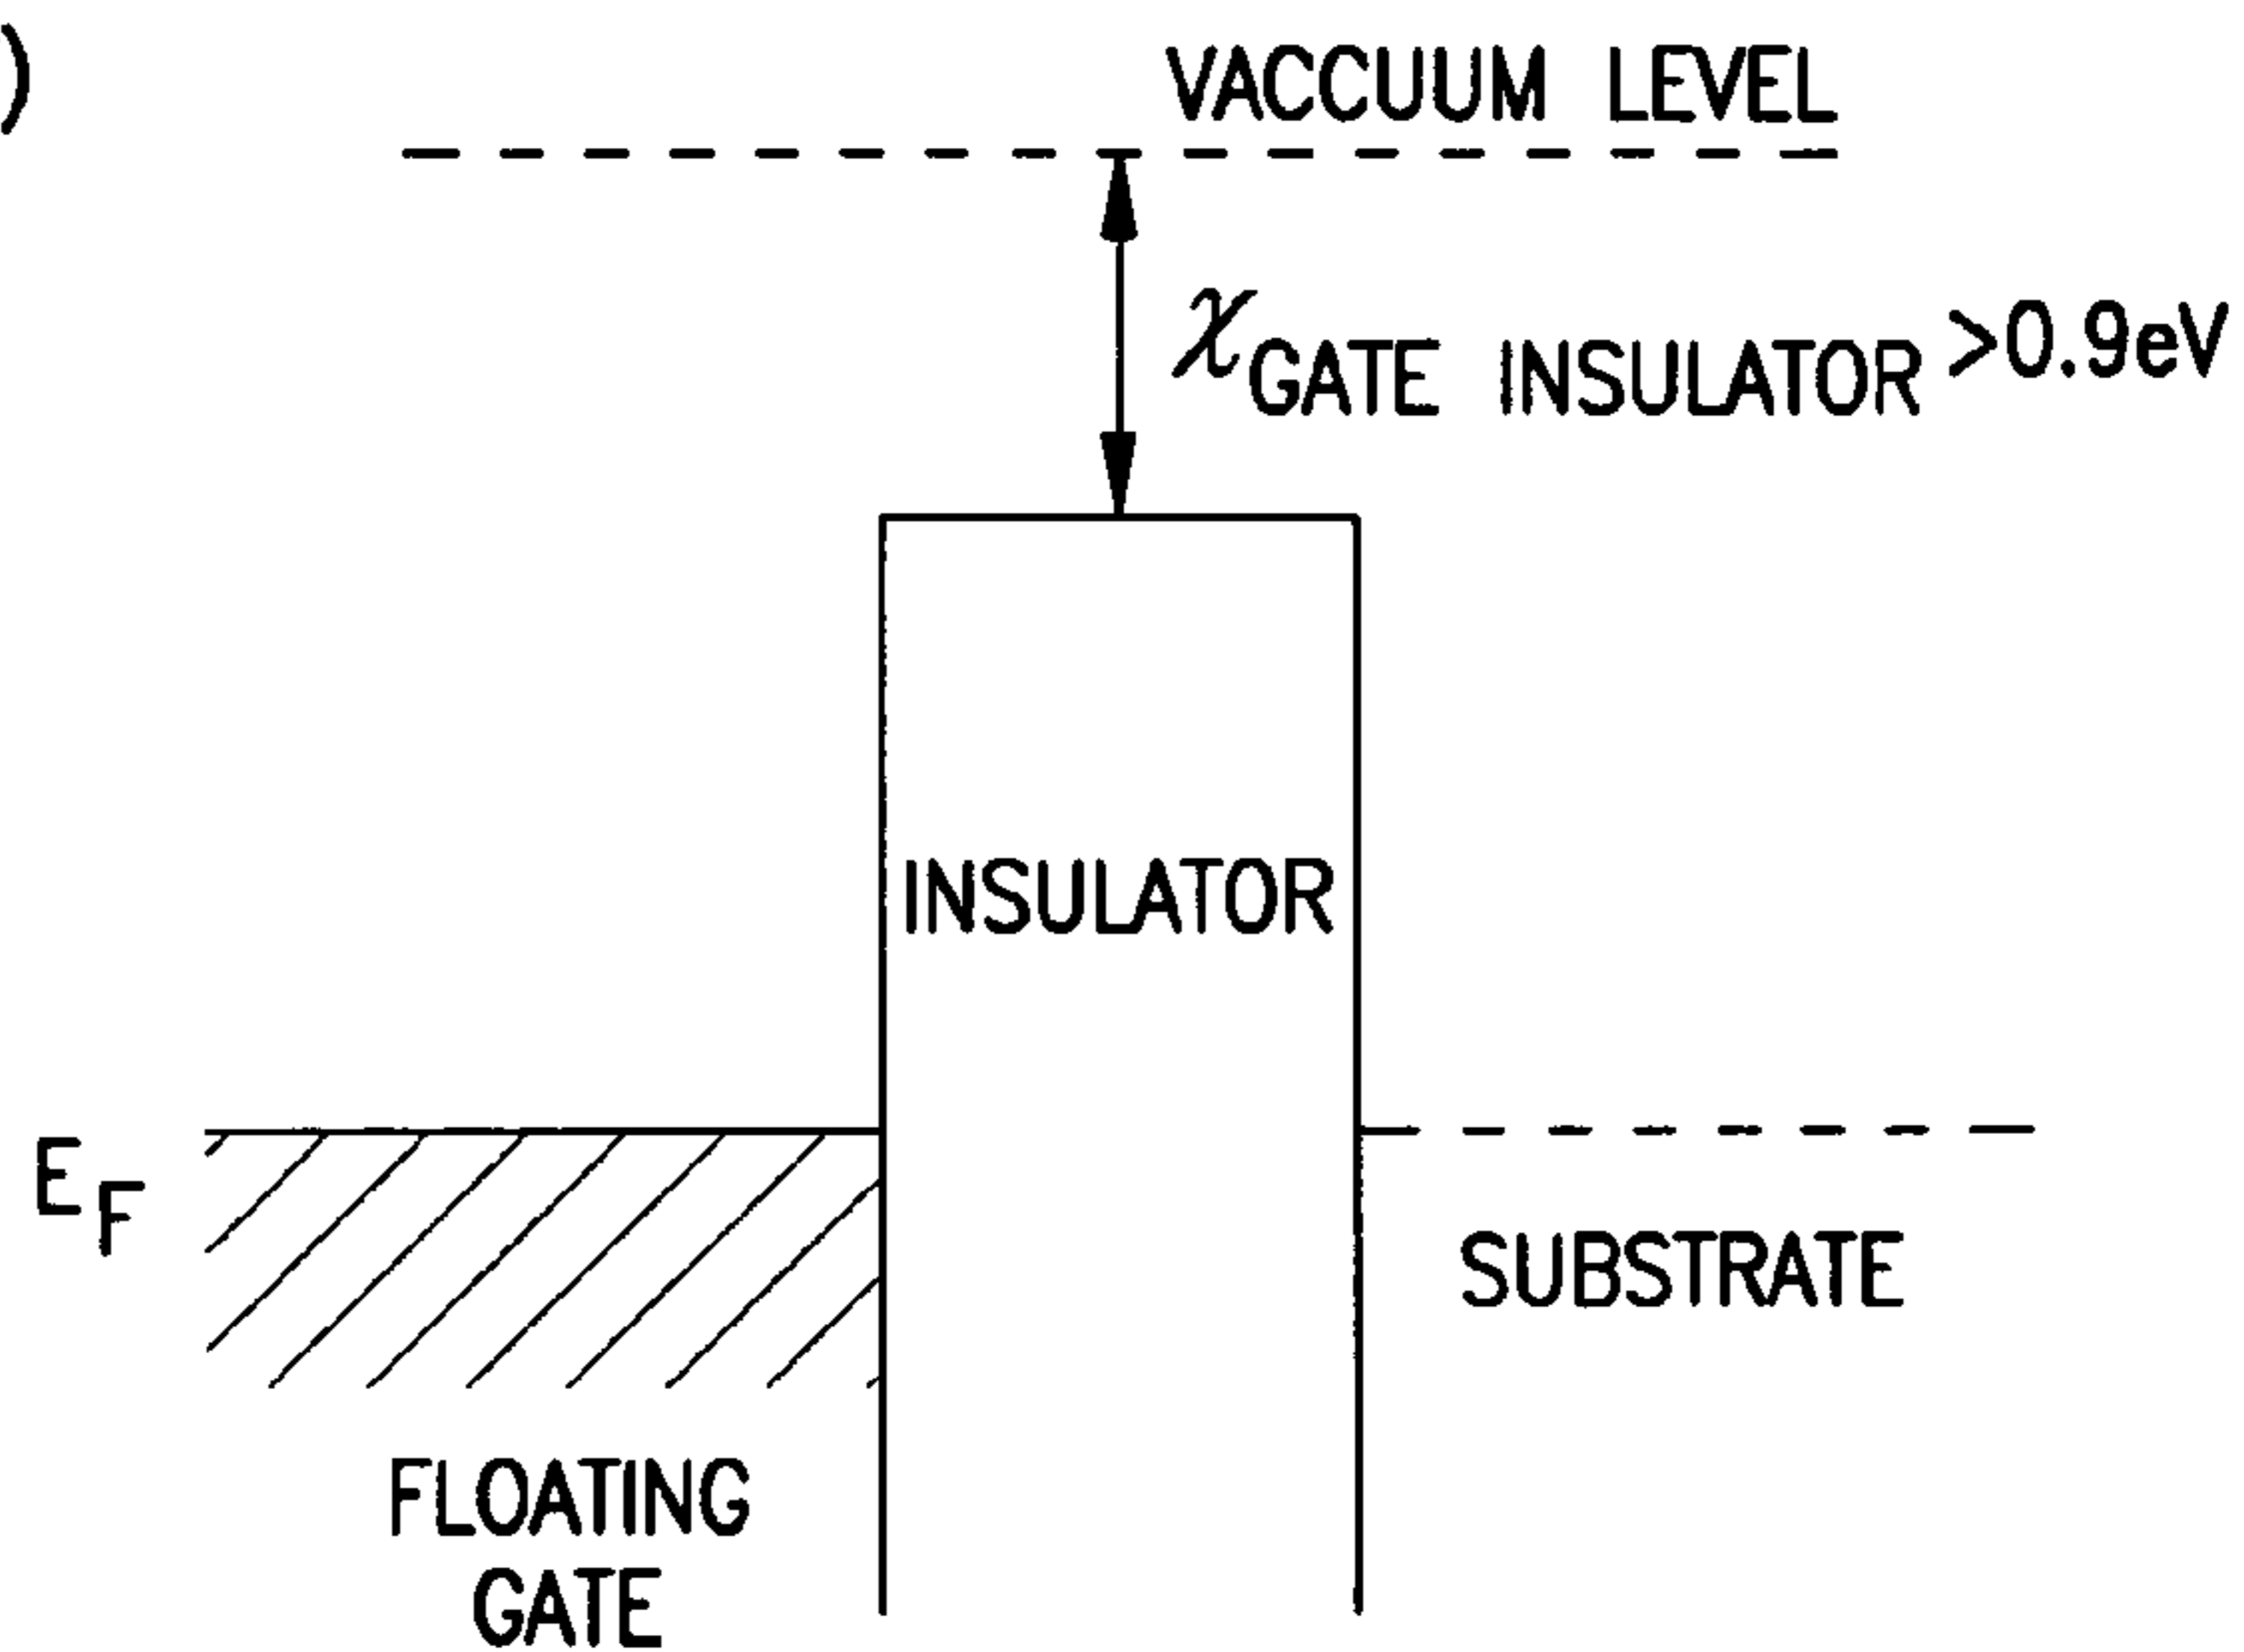 )
VACCUUM LEVEL
χGATE INSULATOR >0.9eV
INSULATOR
EF
SUBSTRATE
FLOATING
GATE